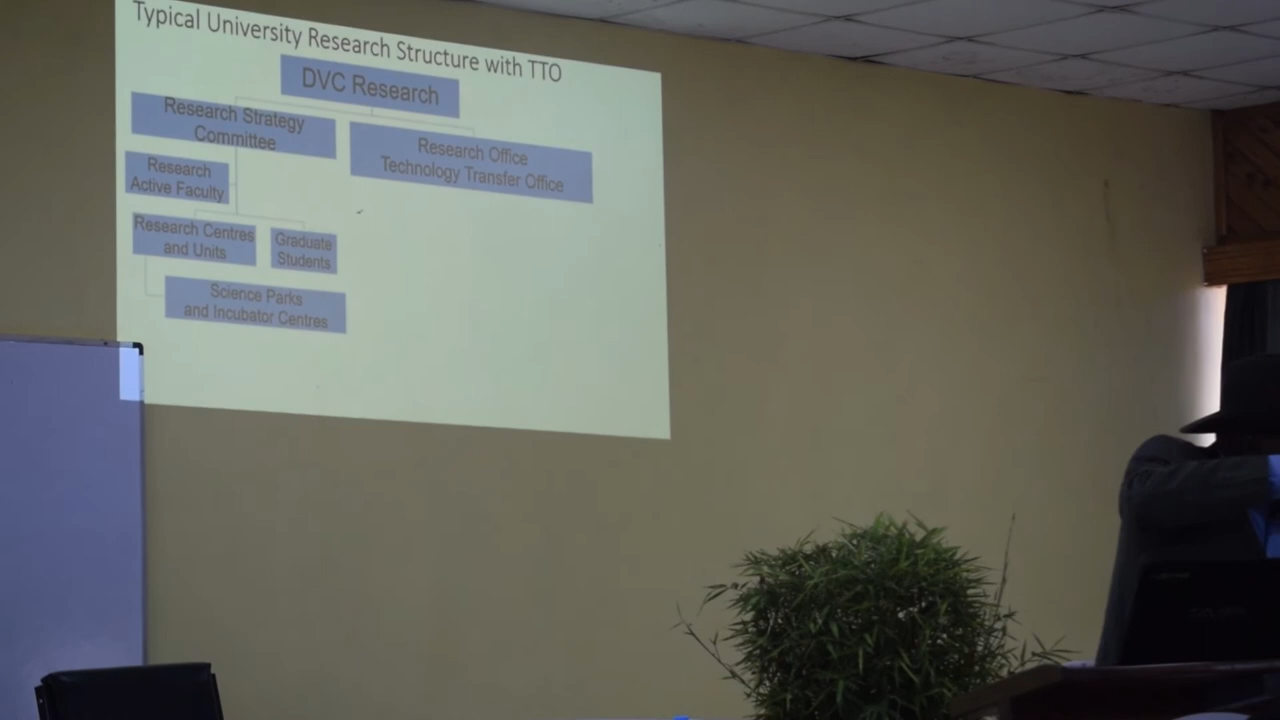 Typical University Research Structure with TTO
DVC Research
Research Strategy
Committee
Research Office
Technology Transfer Office
Research
Active Faculty
Research Centres
and Units
Graduate
Students
Science Parks
and Incubator Centres